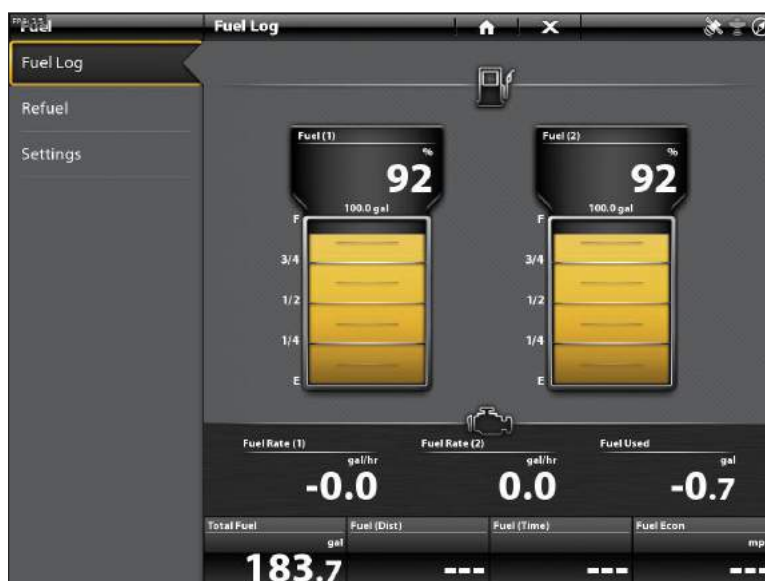 Fuel
Fuel Log
Fuel Log
Refuel
Settings
Fuel (1)
%
92
100.0 gal
F
3/4
1/2
1/4
E
Fuel (2)
%
92
100.0 gal
F
3/4
1/2
1/4
E
Fuel Rate (1)
gal/hr
-0.0
Fuel Rate (2)
gal/hr
0.0
Fuel Used
gal
-0.7
Total Fuel
gal
183.7
Fuel (Dist)
---
Fuel (Time)
---
Fuel Econ
mp
---